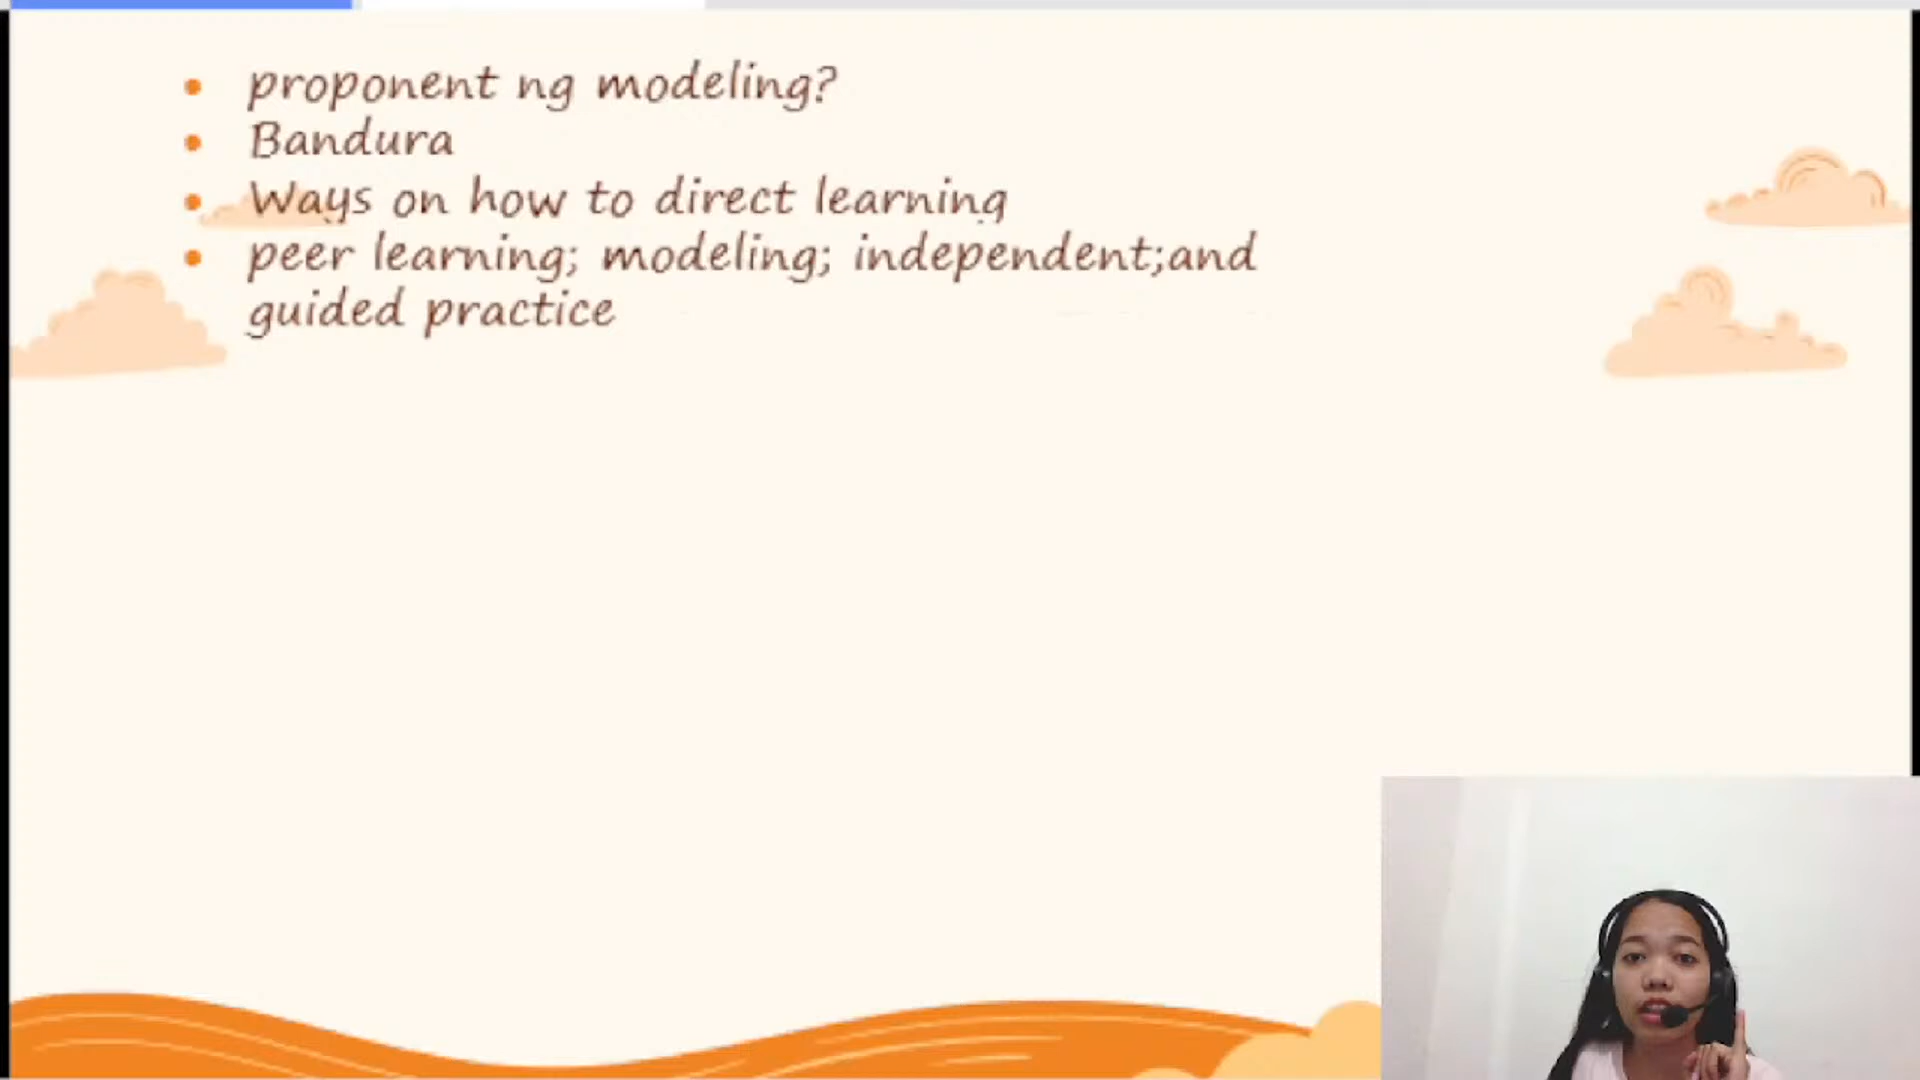 proponent ng modeling?
Bandura
Ways on how to direct learning
peer learning; modeling; independent;and
guided practice